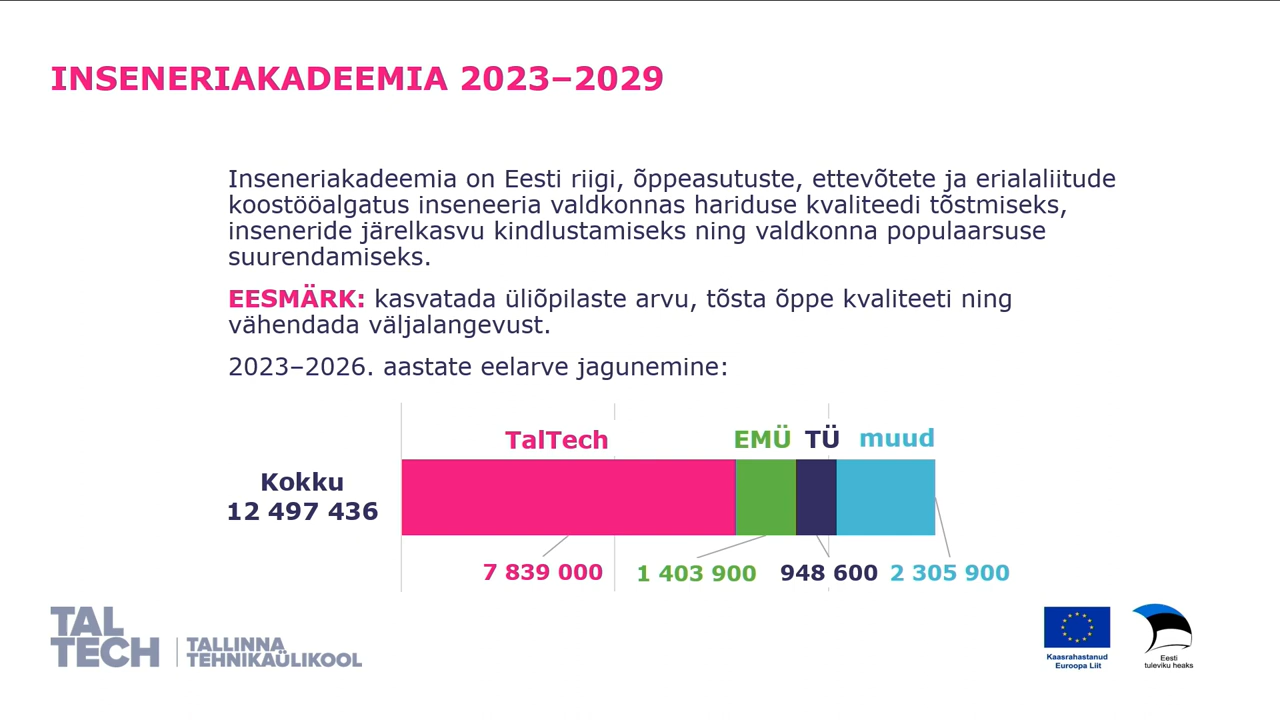 INSENERIAKADEEMIA 2023–2029
Inseneriakadeemia on Eesti riigi, õppeasutuste, ettevõtete ja erialaliitude
koostööalgatus inseneeria valdkonnas hariduse kvaliteedi tõstmiseks,
inseneride järelkasvu kindlustamiseks ning valdkonna populaarsuse
suurendamiseks.
EESMÄRK: kasvatada üliõpilaste arvu, tõsta õppe kvaliteeti ning
vähendada väljalangevust.
2023–2026. aastate eelarve jagunemine:
TalTech EMÜ TÜ muud
Kokku
12 497 436
7 839 000 1 403 900 948 600 2 305 900
TAL
TECH
TALLINNA
TEHNIKAÜLIKOOL
Kaasrahastanud
Euroopa Liit
Eesti
tuleviku heaks